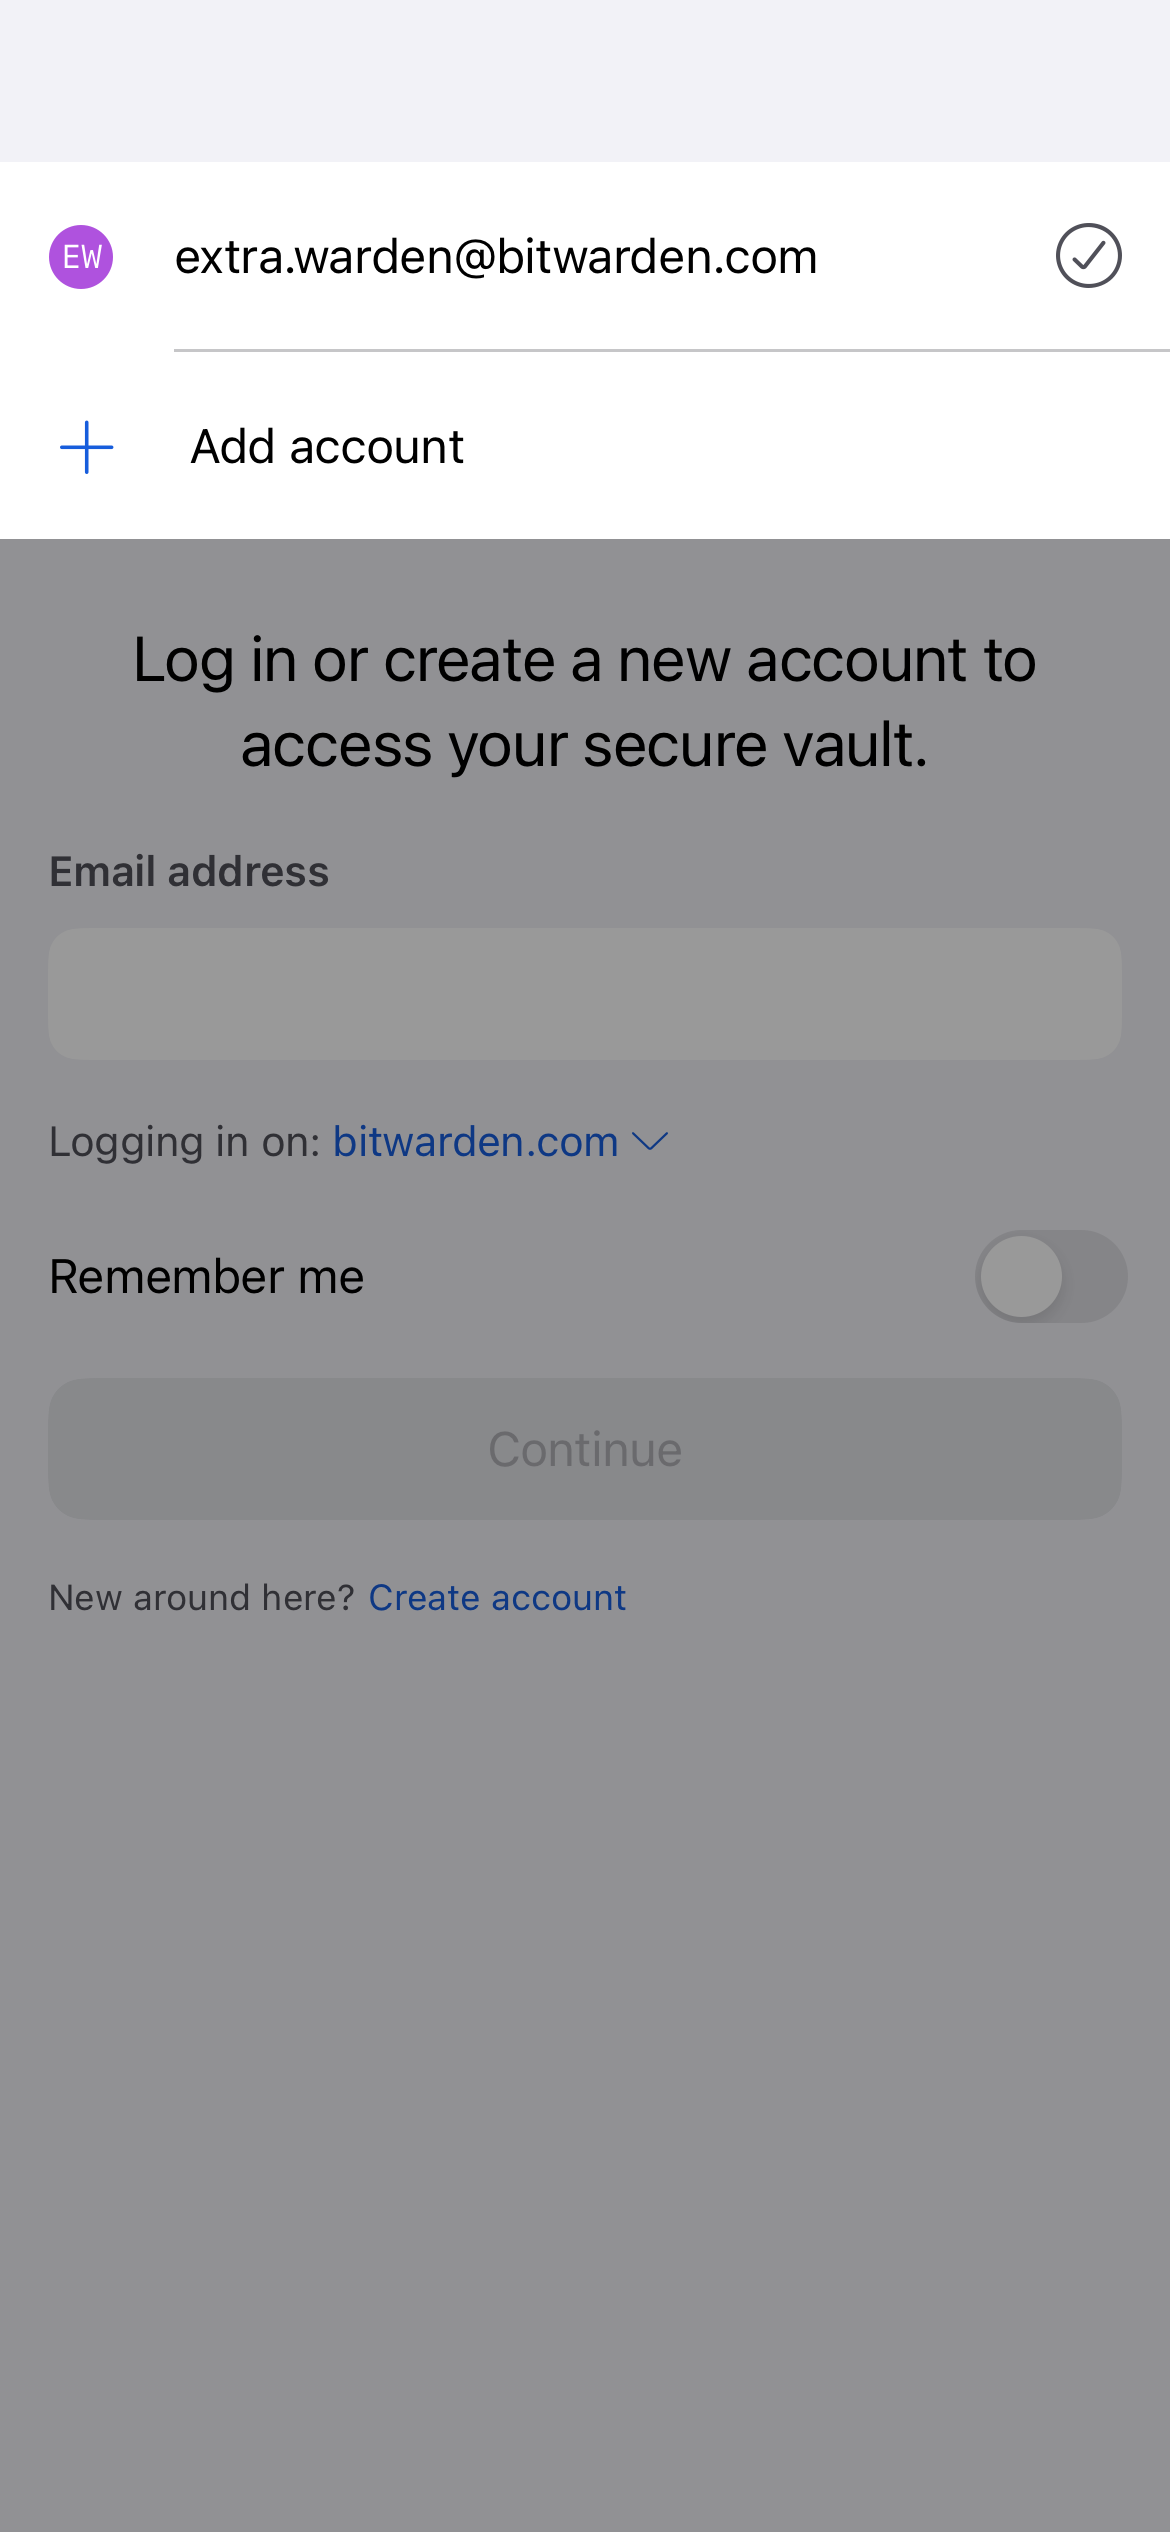 EW
extra.warden@bitwarden.com
Add account
Log in or create a new account to
access your secure vault.
Email address
Logging in on: bitwarden.com
Remember me
Continue
New around here? Create account